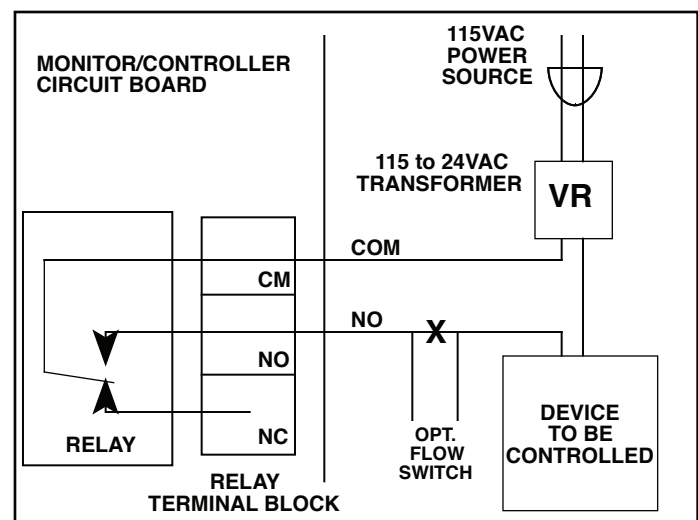 MONITOR/CONTROLLER
CIRCUIT BOARD
115VAC
POWER
SOURCE
115 to 24VAC
TRANSFORMER
VR
COM
CM
NO
X
NO
NC
RELAY
RELAY
TERMINAL BLOCK
OPT.
FLOW
SWITCH
DEVICE
TO BE
CONTROLLED